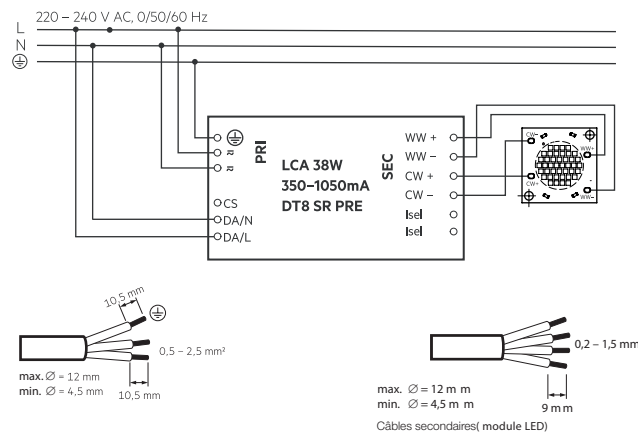 220 – 240 V AC, 0/50/60 Hz
L
N
PRI
LCA 38W
350–1050mA
DT8 SR PRE
SEC
≂
≂
CS
DA/N
DA/L
WW +
WW –
CW +
CW –
Isel
Isel
CW–
WW+
CW+
WW–
10,5 mm
0,5 – 2,5 mm²
10,5 mm
max. Ø = 12 mm
min. Ø = 4,5 mm
0,2 – 1,5 mm
9 m m
max. Ø = 12 m m
min. Ø = 4,5 m m
Câbles secondaires( module LED)